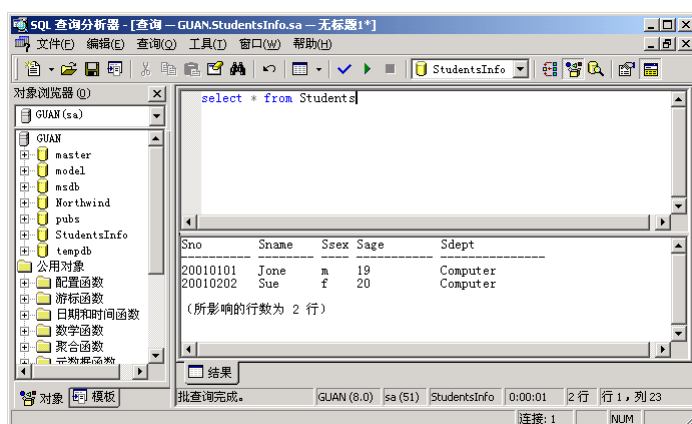 SQL 查询分析器 - [查询 — GUAN.StudentsInfo.sa — 无标题1*]
文件(F) 编辑(E) 查询(Q) 工具(T) 窗口(W) 帮助(H)
StudentsInfo
对象浏览器(O)
GUAN(sa)
GUAN
master
model
msdb
Northwind
pubs
StudentsInfo
tempdb
公用对象
配置函数
游标函数
日期和时间函数
数学函数
聚合函数
元数据函数
对象 模板
select * from Students
Sno Sname Ssex Sage Sdept
-------- -------- ---- ----------- ---------------
20010101 Jone m 19 Computer
20010202 Sue f 20 Computer
（所影响的行数为 2 行）
结果
批查询完成。 GUAN (8.0) sa (51) StudentsInfo 0:00:01 2 行 行 1，列 23
连接: 1 NUM